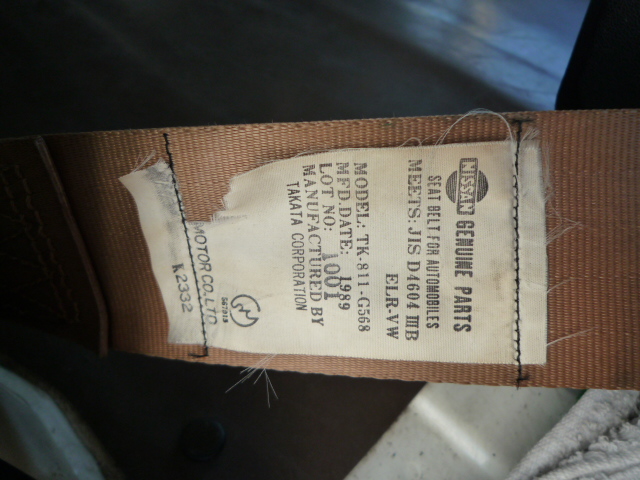 NISSAN GENUINE PARTS
SEAT BELT FOR AUTOMOBILES
MEETS: JIS D4604 ⅢB
ELR-VW
MODEL: TK-811-G568
MFD.DATE: 1989
LOT NO: 1001
MANUFACTURED BY
TAKATA CORPORATION
MOTOR CO.,LTD
K2332